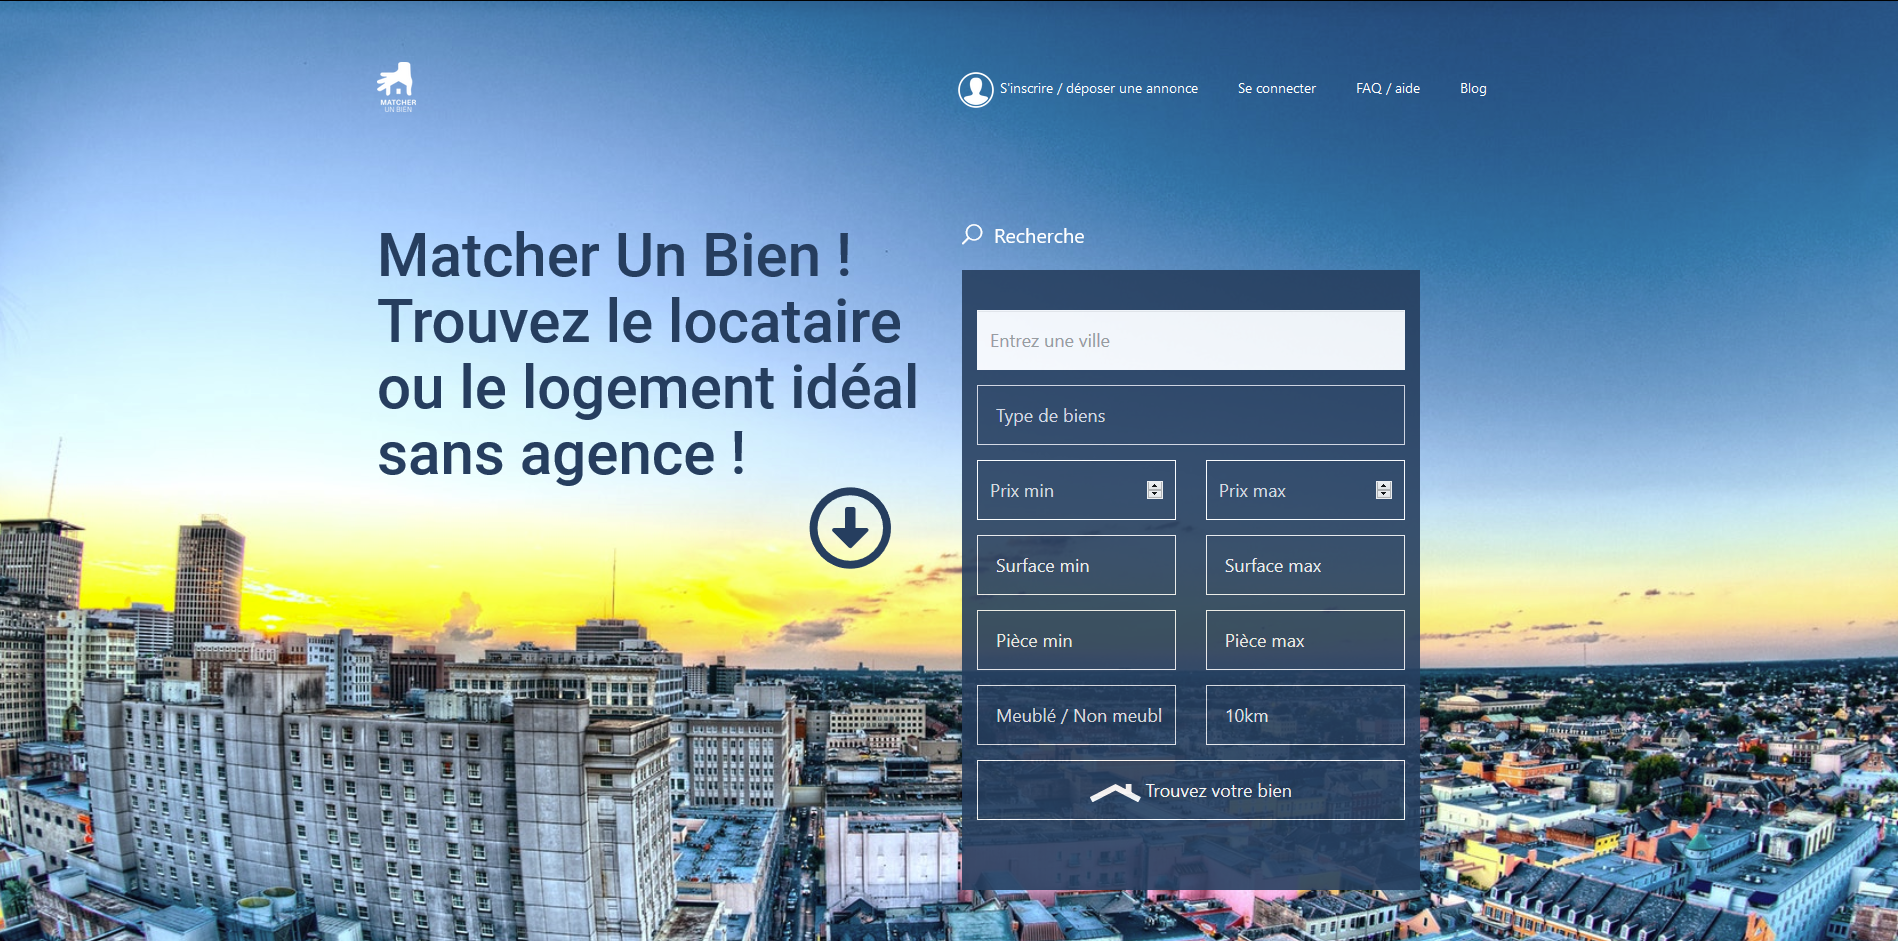 MATCHER
UN BIEN
S'inscrire / déposer une annonce
Se connecter
FAQ / aide
Blog
Matcher Un Bien !
Trouvez le locataire
ou le logement idéal
sans agence !
Recherche
Entrez une ville
Type de biens
Prix min
Prix max
Surface min
Surface max
Pièce min
Pièce max
Meublé / Non meubl
10km
Trouvez votre bien